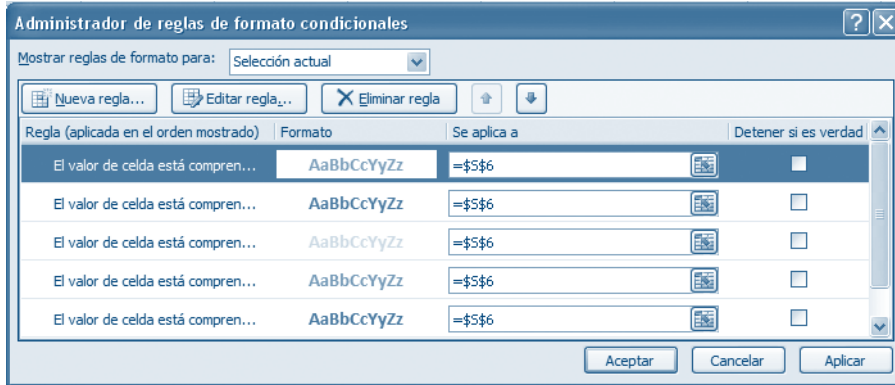 Administrador de reglas de formato condicionales
Mostrar reglas de formato para: Selección actual
Nueva regla... Editar regla... Eliminar regla
Regla (aplicada en el orden mostrado) Formato Se aplica a Detener si es verdad
El valor de celda está compren... AaBbCcYyZz =$S$6
El valor de celda está compren... AaBbCcYyZz =$S$6
El valor de celda está compren... AaBbCcYyZz =$S$6
El valor de celda está compren... AaBbCcYyZz =$S$6
El valor de celda está compren... AaBbCcYyZz =$S$6
Aceptar Cancelar Aplicar